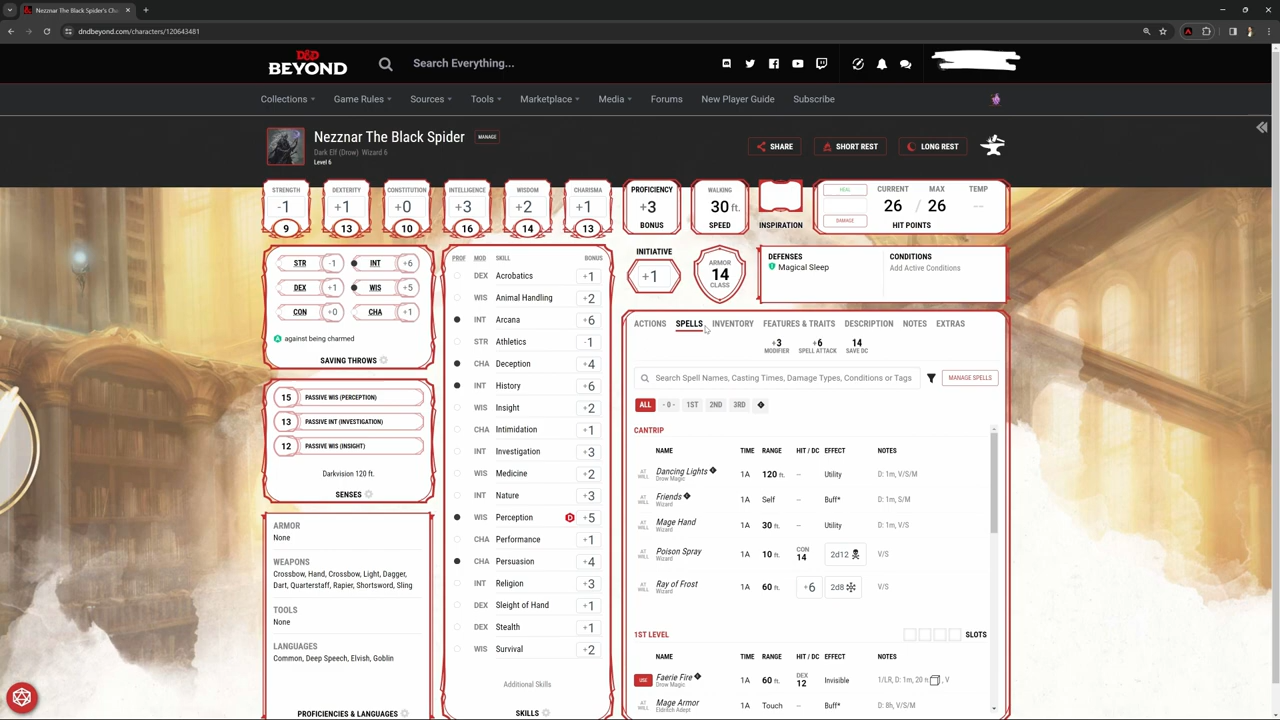 Nezznar The Black Spider's Cha
dndbeyond.com/characters/120643481
D&D BEYOND
Search Everything...
Collections Game Rules Sources Tools Marketplace Media Forums New Player Guide Subscribe
Nezznar The Black Spider MANAGE
Dark Elf (Drow) Wizard 6
Level 6
SHARE SHORT REST LONG REST
STRENGTH -1 9
DEXTERITY +1 13
CONSTITUTION +0 10
INTELLIGENCE +3 16
WISDOM +2 14
CHARISMA +1 13
PROFICIENCY +3 BONUS
WALKING 30 ft. SPEED
INSPIRATION
HEAL DAMAGE
CURRENT MAX TEMP
26 / 26 --
HIT POINTS
STR -1 INT +6
DEX +1 WIS +5
CON +0 CHA +1
A against being charmed
SAVING THROWS
15 PASSIVE WIS (PERCEPTION)
13 PASSIVE INT (INVESTIGATION)
12 PASSIVE WIS (INSIGHT)
Darkvision 120 ft.
SENSES
ARMOR
None
WEAPONS
Crossbow, Hand, Crossbow, Light, Dagger,
Dart, Quarterstaff, Rapier, Shortsword, Sling
TOOLS
None
LANGUAGES
Common, Deep Speech, Elvish, Goblin
PROFICIENCIES & LANGUAGES
PROF MOD SKILL BONUS
DEX Acrobatics +1
WIS Animal Handling +2
INT Arcana +6
STR Athletics -1
CHA Deception +4
INT History +6
WIS Insight +2
CHA Intimidation +1
INT Investigation +3
WIS Medicine +2
INT Nature +3
WIS Perception D +5
CHA Performance +1
CHA Persuasion +4
INT Religion +3
DEX Sleight of Hand +1
DEX Stealth +1
WIS Survival +2
Additional Skills
SKILLS
INITIATIVE
+1
ARMOR
14
CLASS
DEFENSES
Magical Sleep
CONDITIONS
Add Active Conditions
ACTIONS SPELLS INVENTORY FEATURES & TRAITS DESCRIPTION NOTES EXTRAS
+3 +6 14
MODIFIER SPELL ATTACK SAVE DC
Search Spell Names, Casting Times, Damage Types, Conditions or Tags MANAGE SPELLS
ALL - 0 - 1ST 2ND 3RD
CANTRIP
NAME TIME RANGE HIT / DC EFFECT NOTES
AT WILL Dancing Lights 1A 120 ft. -- Utility D: 1m, V/S/M
Drow Magic
AT WILL Friends 1A Self -- Buff* D: 1m, S/M
Wizard
AT WILL Mage Hand 1A 30 ft. -- Utility D: 1m, V/S
Wizard
AT WILL Poison Spray 1A 10 ft. CON 14 2d12 V/S
Wizard
AT WILL Ray of Frost 1A 60 ft. +6 2d8 V/S
Wizard
1ST LEVEL SLOTS
NAME TIME RANGE HIT / DC EFFECT NOTES
USE Faerie Fire 1A 60 ft. DEX 12 Invisible 1/LR, D: 1m, 20 ft. , V
Drow Magic
AT WILL Mage Armor 1A Touch -- Buff* D: 8h, V/S/M
Eldritch Adept